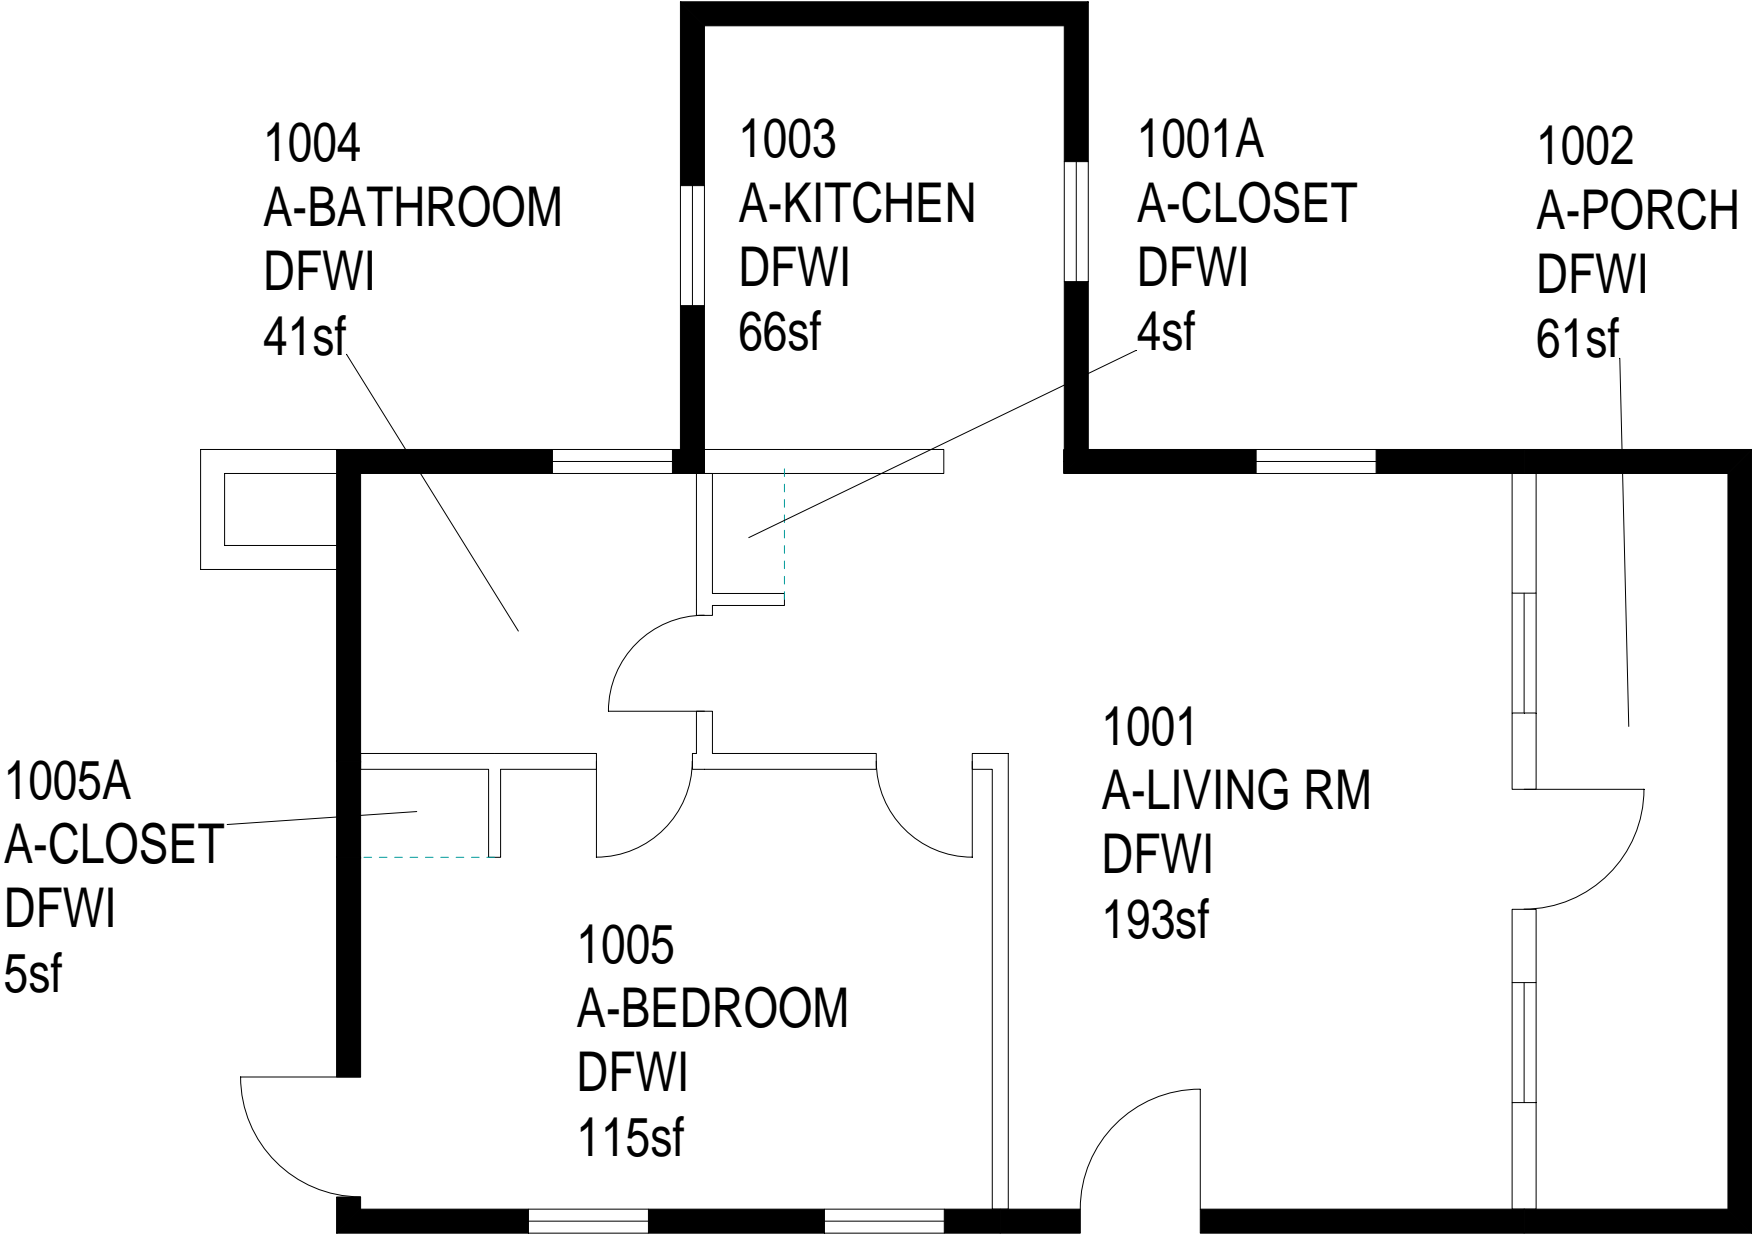 1004
A-BATHROOM
DFWI
41sf
1003
A-KITCHEN
DFWI
66sf
1001A
A-CLOSET
DFWI
4sf
1002
A-PORCH
DFWI
61sf
1005A
A-CLOSET
DFWI
5sf
1005
A-BEDROOM
DFWI
115sf
1001
A-LIVING RM
DFWI
193sf